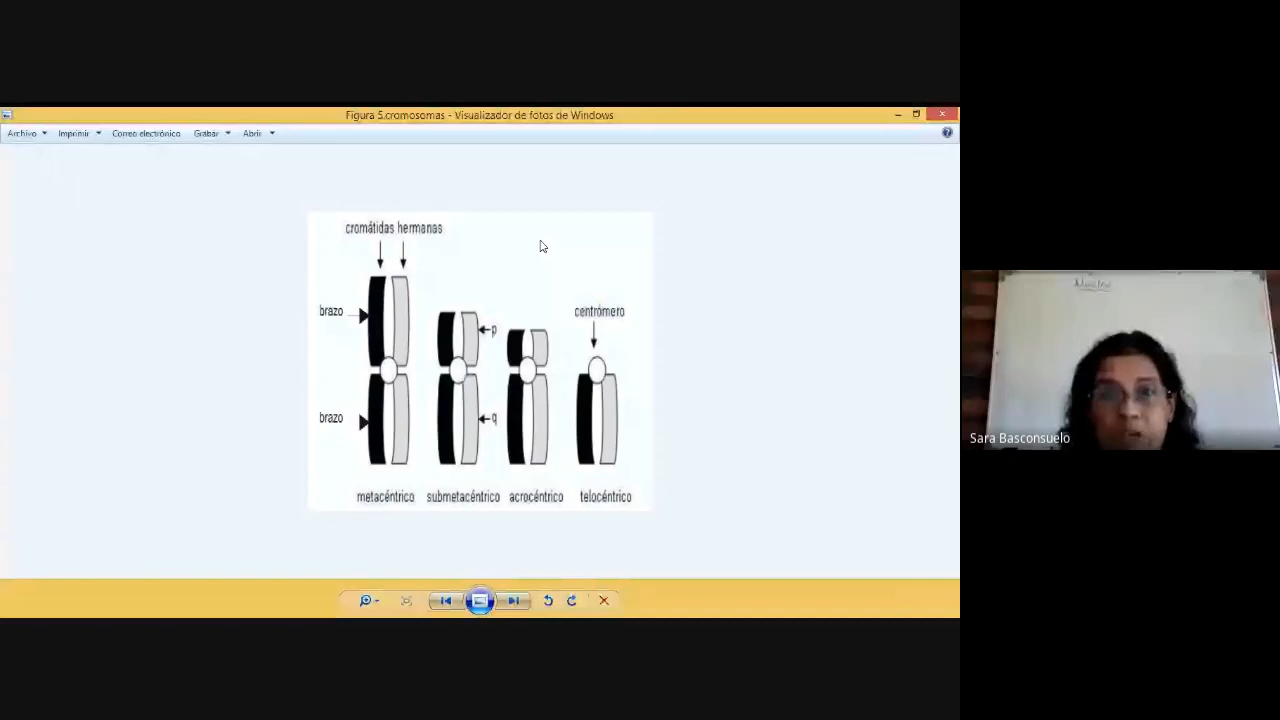 Figura 5.cromosomas - Visualizador de fotos de Windows
Archivo Imprimir Correo electrónico Grabar Abrir
cromátidas hermanas
brazo
p
centrómero
brazo
q
metacéntrico submetacéntrico acrocéntrico telocéntrico
Sara Basconsuelo